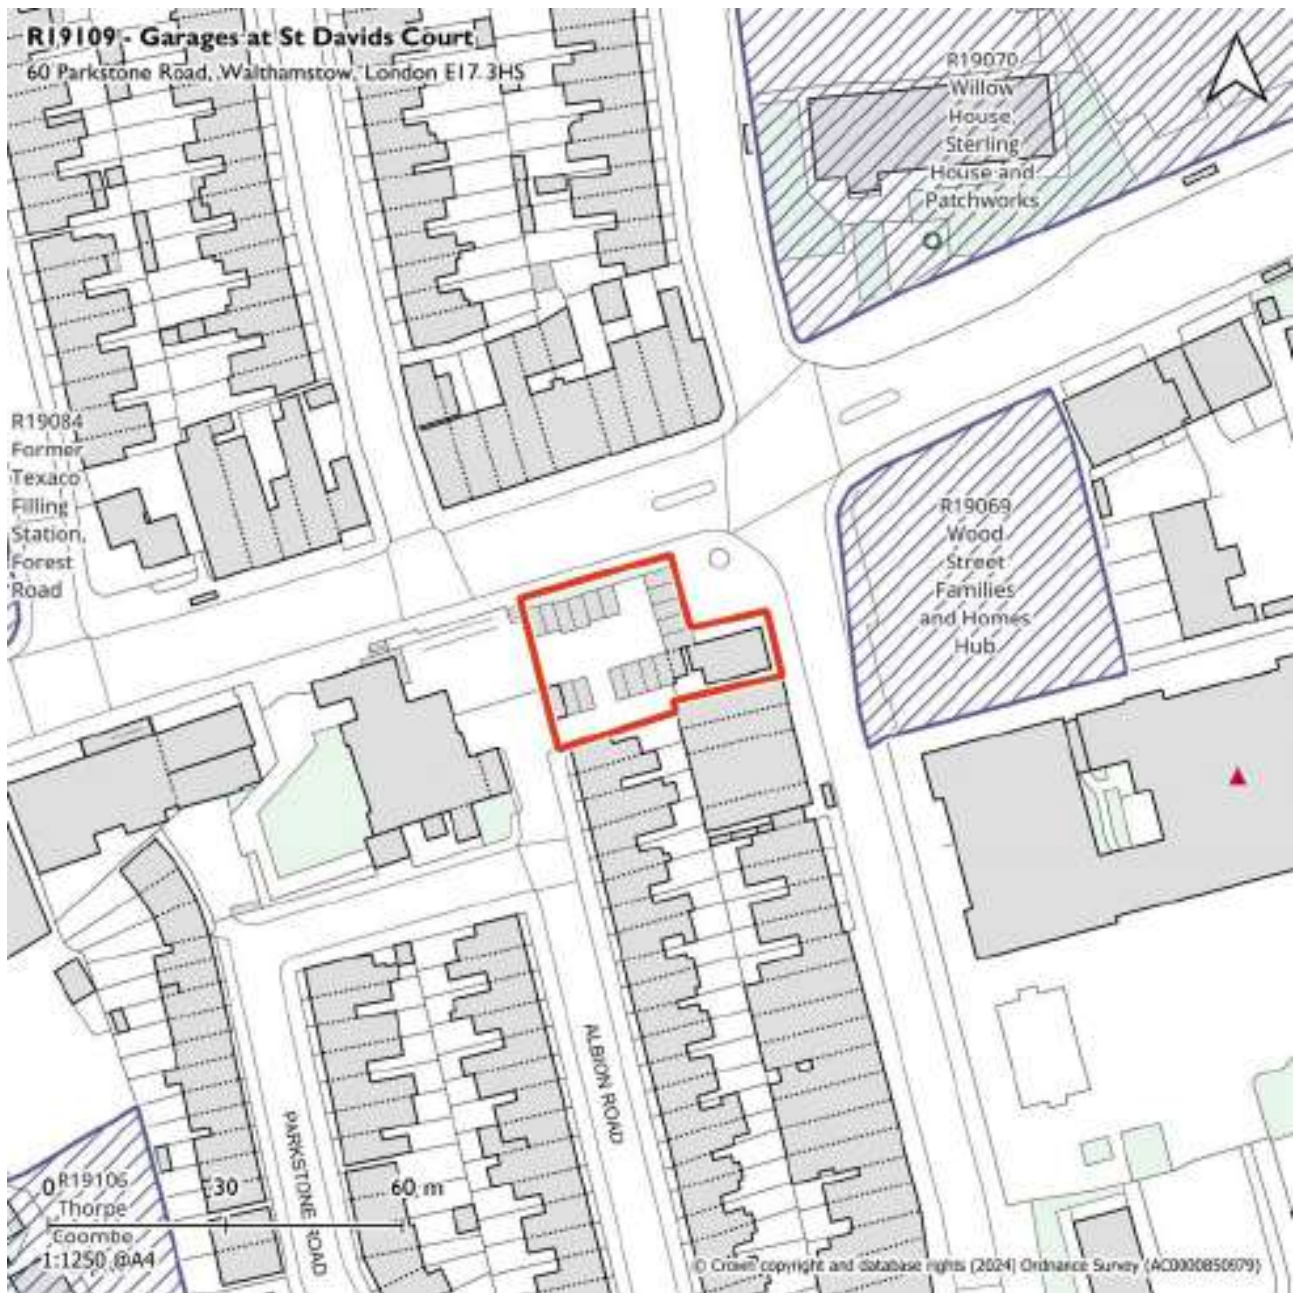 R19109 - Garages at St Davids Court
60 Parkstone Road, Walthamstow, London E17 3HS
R19070
Willow
House,
Sterling
House and
Patchworks
R19084
Former
Texaco
Filling
Station,
Forest
Road
R19069
Wood
Street
Families
and Homes
Hub
ALBION ROAD
PARKSTONE ROAD
R19106
Thorpe
Coombe
0 30 60 m
1:1250 @A4
© Crown copyright and database rights (2024) Ordnance Survey (AC0000850979)